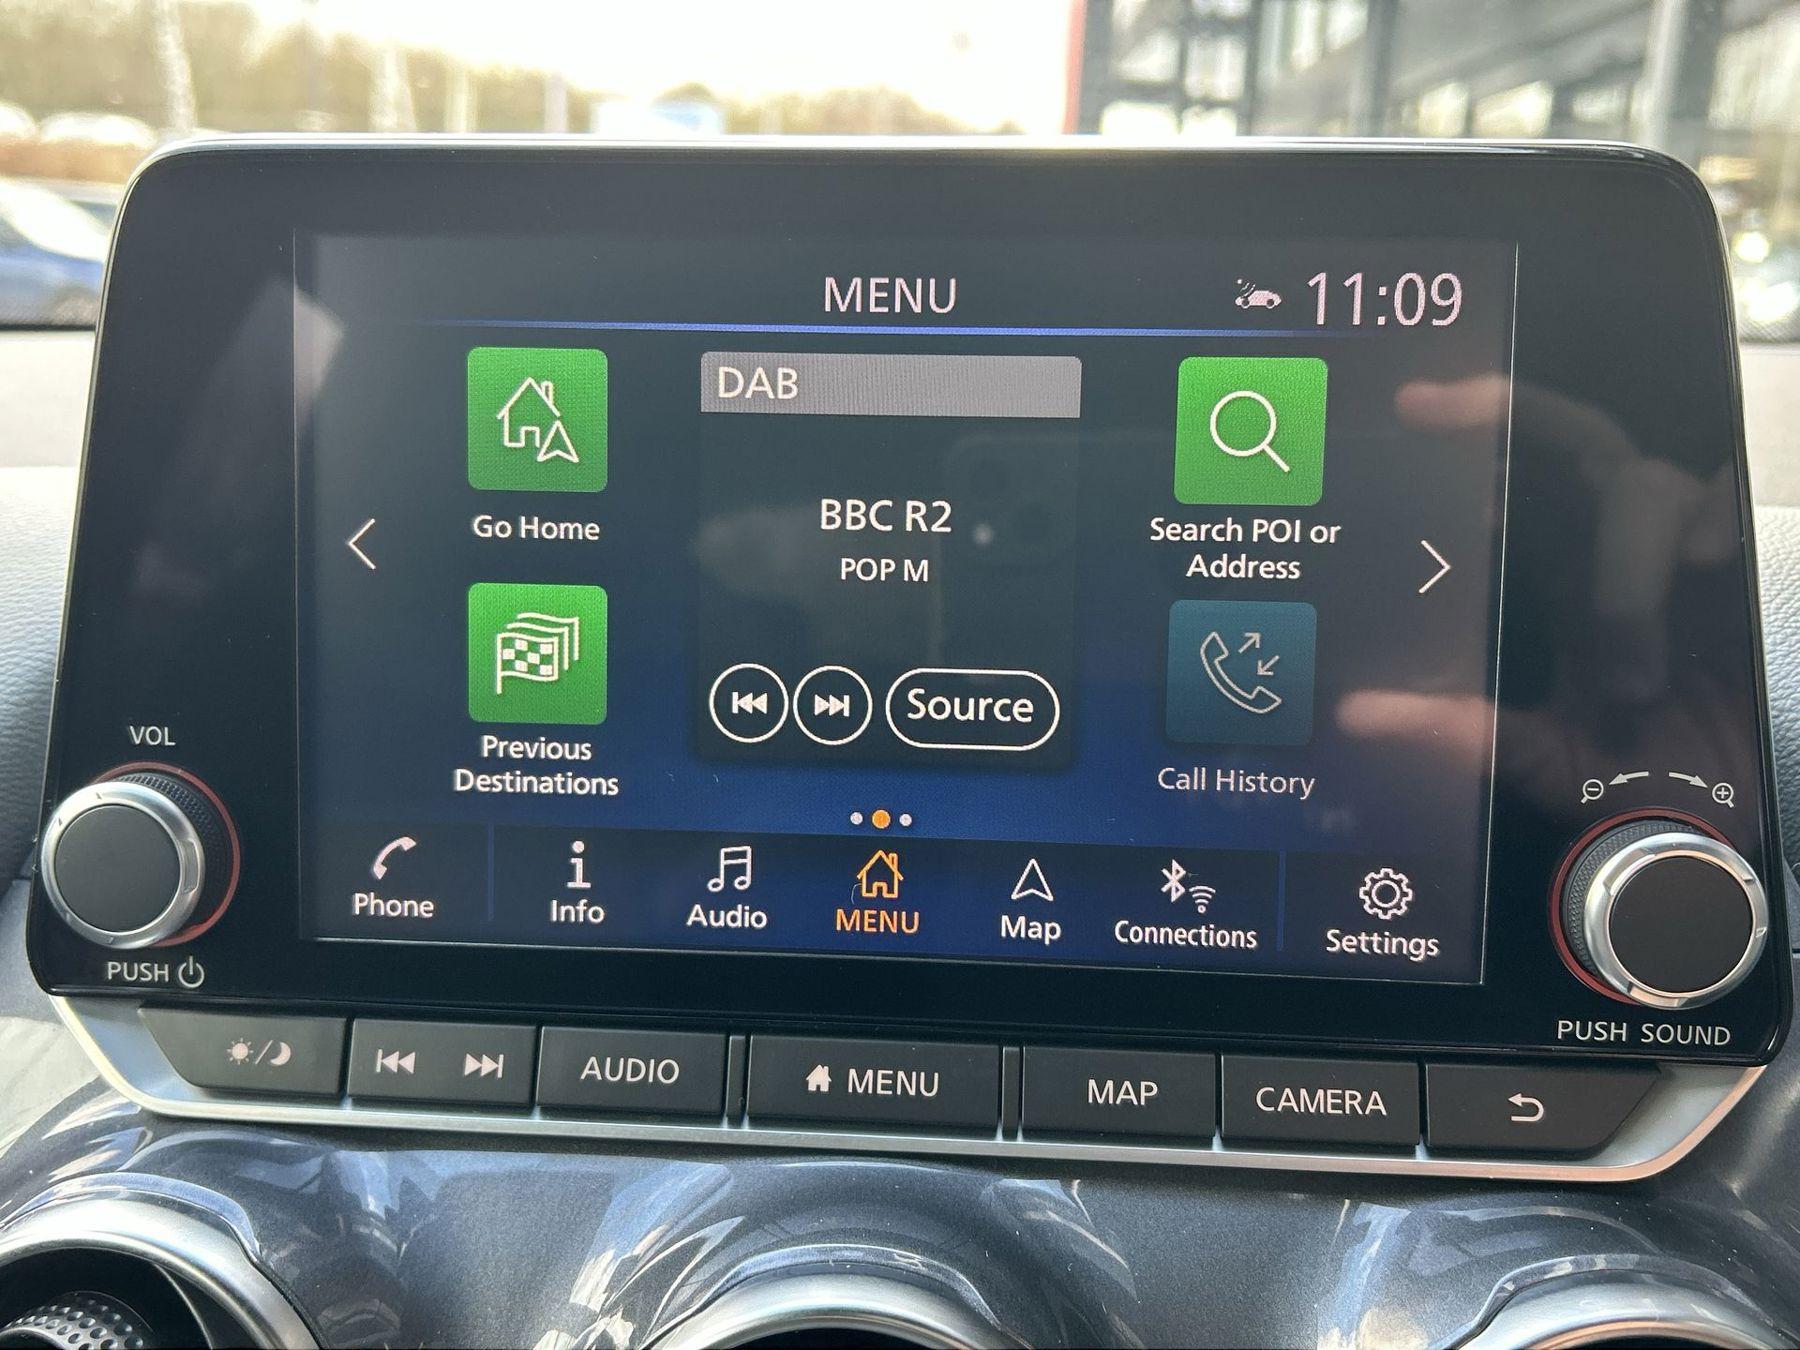 MENU
11:09
DAB
Go Home
BBC R2
POP M
Search POI or
Address
Previous
Destinations
Source
Call History
Phone
Info
Audio
MENU
Map
Connections
Settings
VOL
PUSH
PUSH SOUND
AUDIO
MENU
MAP
CAMERA